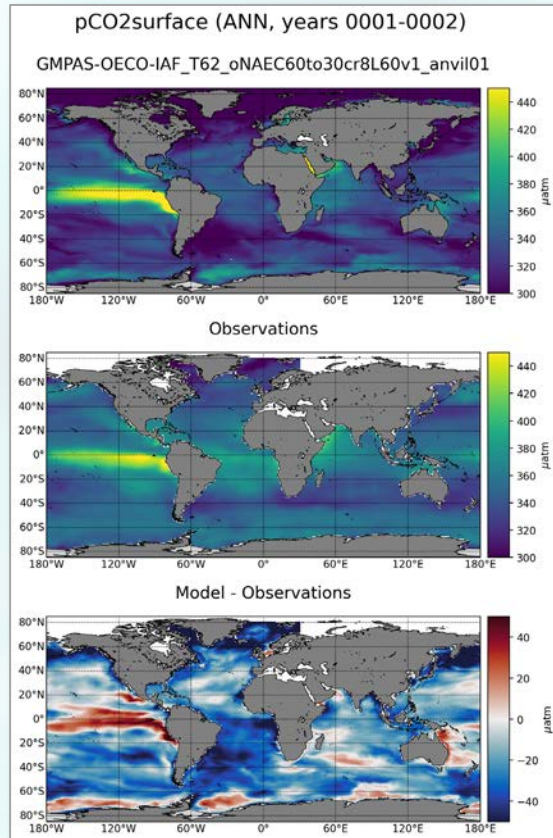 pCO2surface (ANN, years 0001-0002)
GMPAS-OECO-IAF_T62_oNAEC60to30cr8L60v1_anvil01
80°N
60°N
40°N
20°N
0°
20°S
40°S
60°S
80°S
180°W 120°W 60°W 0° 60°E 120°E 180°E
440
420
400
380
360
340
320
300
μatm
Observations
80°N
60°N
40°N
20°N
0°
20°S
40°S
60°S
80°S
180°W 120°W 60°W 0° 60°E 120°E 180°E
440
420
400
380
360
340
320
300
μatm
Model - Observations
80°N
60°N
40°N
20°N
0°
20°S
40°S
60°S
80°S
180°W 120°W 60°W 0° 60°E 120°E 180°E
40
20
0
−20
−40
μatm